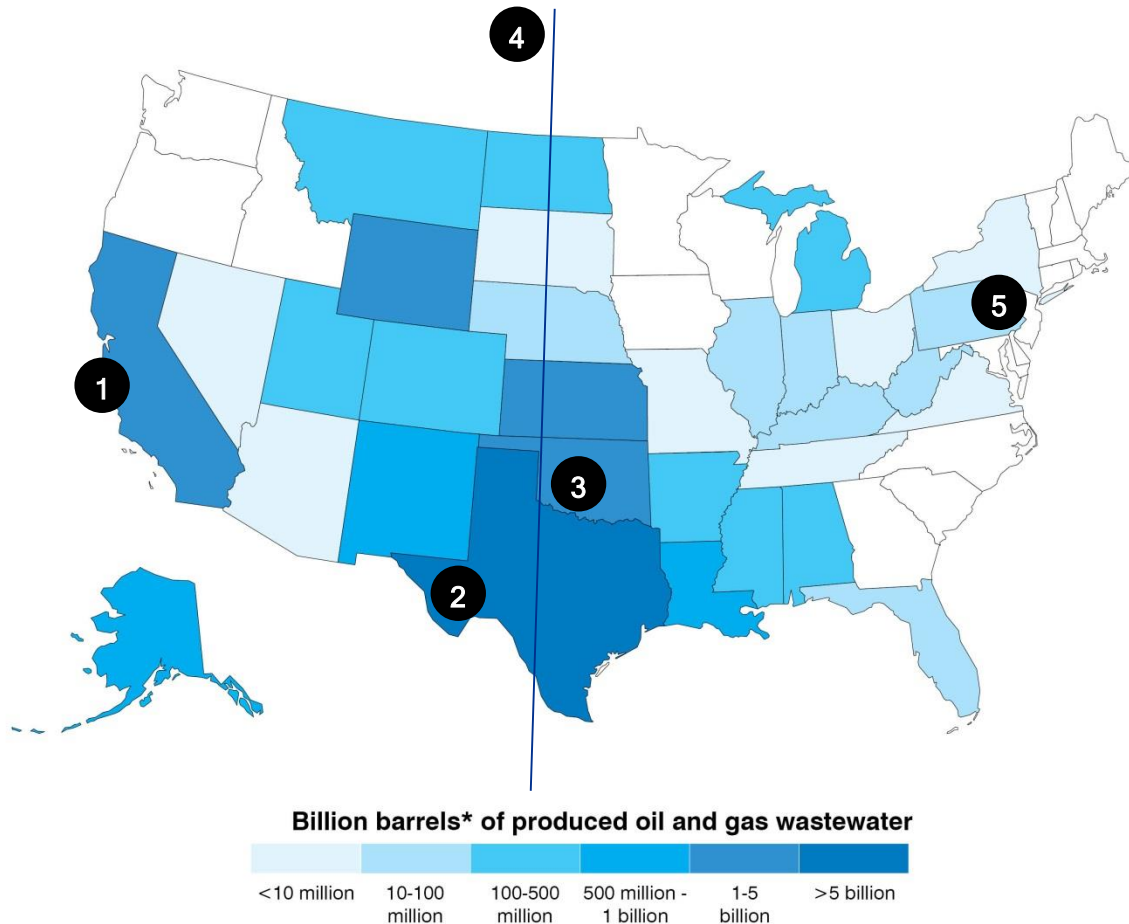 4
5
1
3
2
Billion barrels* of produced oil and gas wastewater
<10 million
10-100
million
100-500
million
500 million -
1 billion
1-5
billion
>5 billion